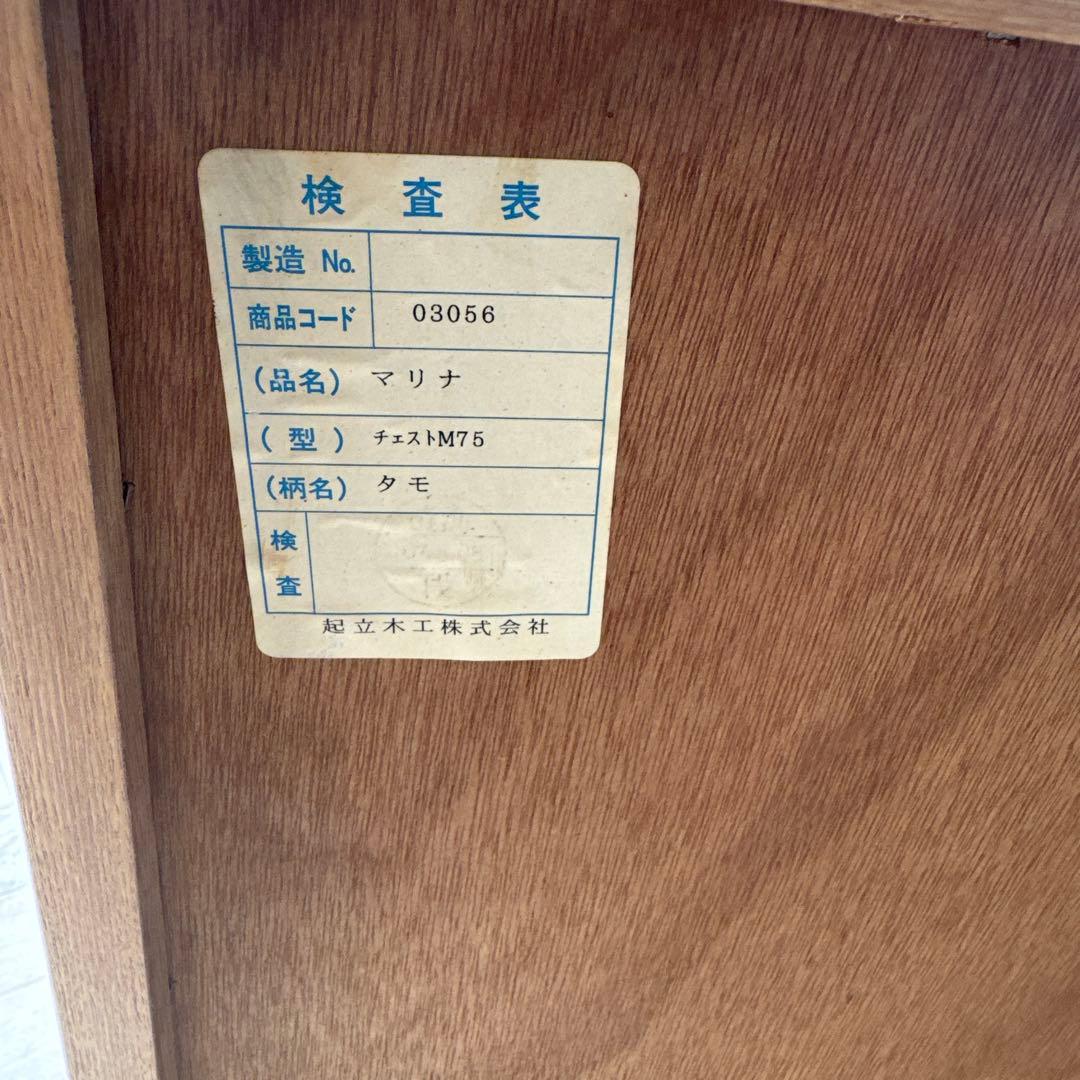 検査表
製造 No.
商品コード 03056
(品名) マリナ
(型) チェストM75
(柄名) タモ
検査
起立木工株式会社